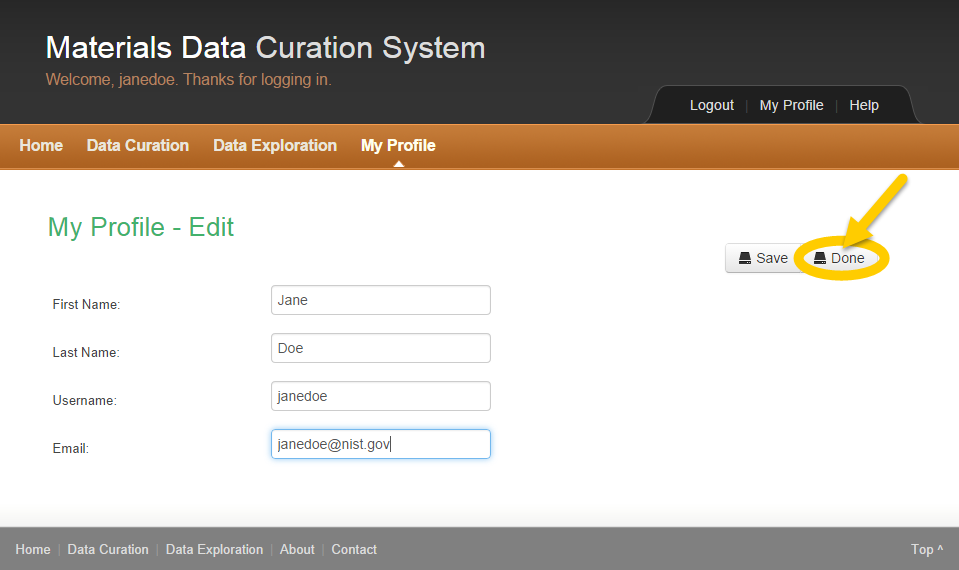 Materials Data Curation System
Welcome, janedoe. Thanks for logging in.
Logout | My Profile | Help
Home Data Curation Data Exploration My Profile
My Profile - Edit
Save Done
First Name: Jane
Last Name: Doe
Username: janedoe
Email: janedoe@nist.gov
Home | Data Curation | Data Exploration | About | Contact Top ^